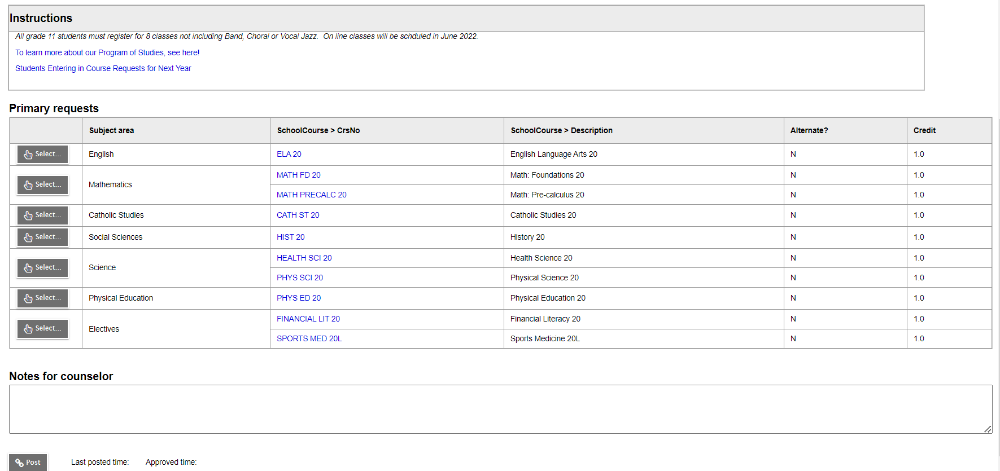 Instructions
All grade 11 students must register for 8 classes not including Band, Choral or Vocal Jazz.  On line classes will be schduled in June 2022.
To learn more about our Program of Studies, see here!
Students Entering in Course Requests for Next Year
Primary requests
Subject area SchoolCourse > CrsNo SchoolCourse > Description Alternate? Credit
Select... English ELA 20 English Language Arts 20 N 1.0
MATH FD 20 Math: Foundations 20 N 1.0
Select... Mathematics
MATH PRECALC 20 Math: Pre-calculus 20 N 1.0
Select... Catholic Studies CATH ST 20 Catholic Studies 20 N 1.0
Select... Social Sciences HIST 20 History 20 N 1.0
HEALTH SCI 20 Health Science 20 N 1.0
Select... Science
PHYS SCI 20 Physical Science 20 N 1.0
Select... Physical Education PHYS ED 20 Physical Education 20 N 1.0
FINANCIAL LIT 20 Financial Literacy 20 N 1.0
Select... Electives
SPORTS MED 20L Sports Medicine 20L N 1.0
Notes for counselor
Post Last posted time: Approved time: